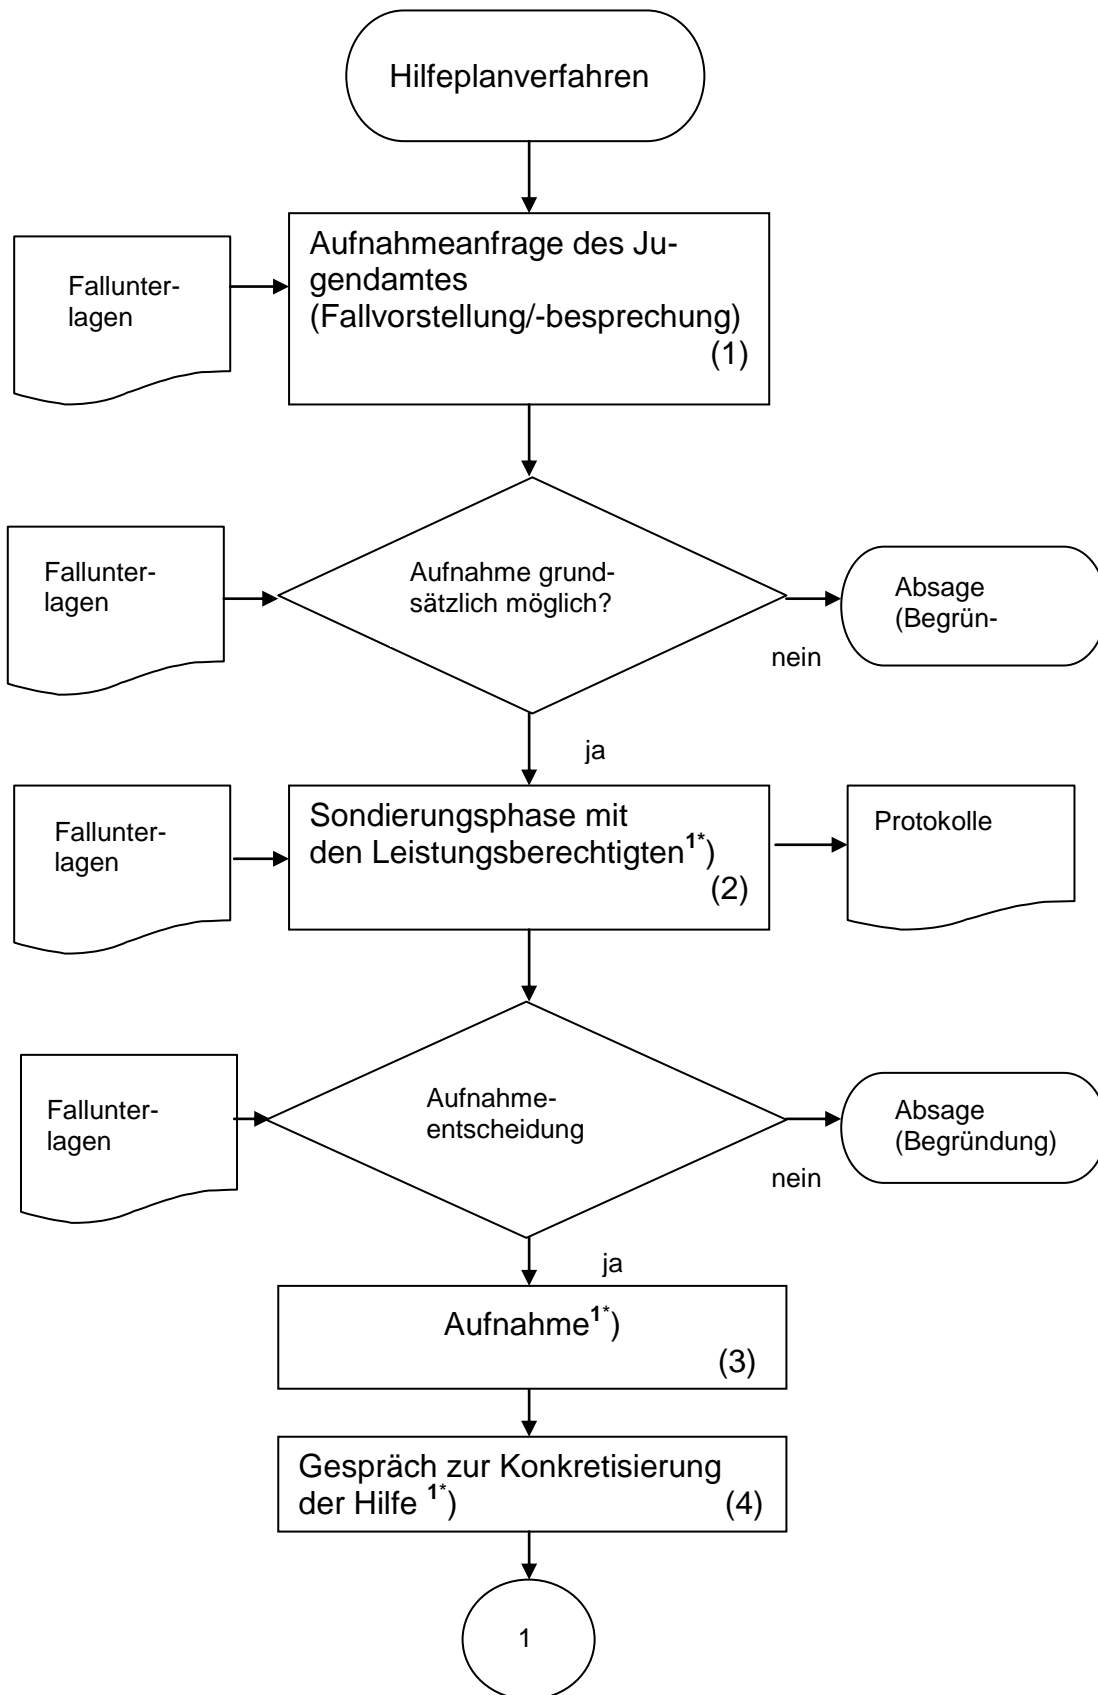 Hilfeplanverfahren
Fallunter-
lagen
Aufnahmeanfrage des Ju-
gendamtes
(Fallvorstellung/-besprechung)
(1)
Fallunter-
lagen
Aufnahme grund-
sätzlich möglich?
Absage
(Begrün-
nein
ja
Fallunter-
lagen
Sondierungsphase mit
den Leistungsberechtigten1*)
(2)
Protokolle
Fallunter-
lagen
Aufnahme-
entscheidung
Absage
(Begründung)
nein
ja
Aufnahme1*)
(3)
Gespräch zur Konkretisierung
der Hilfe 1*) (4)
1